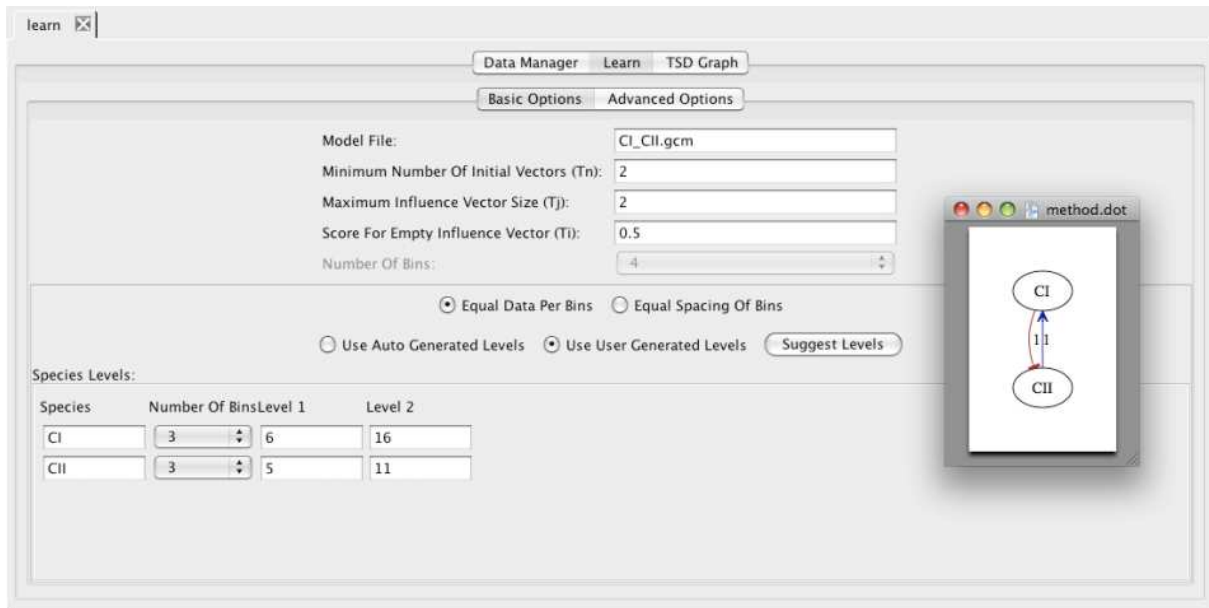 learn
Data Manager Learn TSD Graph
Basic Options Advanced Options
Model File: CI_CII.gcm
Minimum Number Of Initial Vectors (Tn): 2
Maximum Influence Vector Size (Tj): 2
Score For Empty Influence Vector (Ti): 0.5
Number Of Bins: 4
Equal Data Per Bins Equal Spacing Of Bins
Use Auto Generated Levels Use User Generated Levels Suggest Levels
Species Levels:
Species Number Of Bins Level 1 Level 2
CI 3 6 16
CII 3 5 11
method.dot
CI
1 1
CII